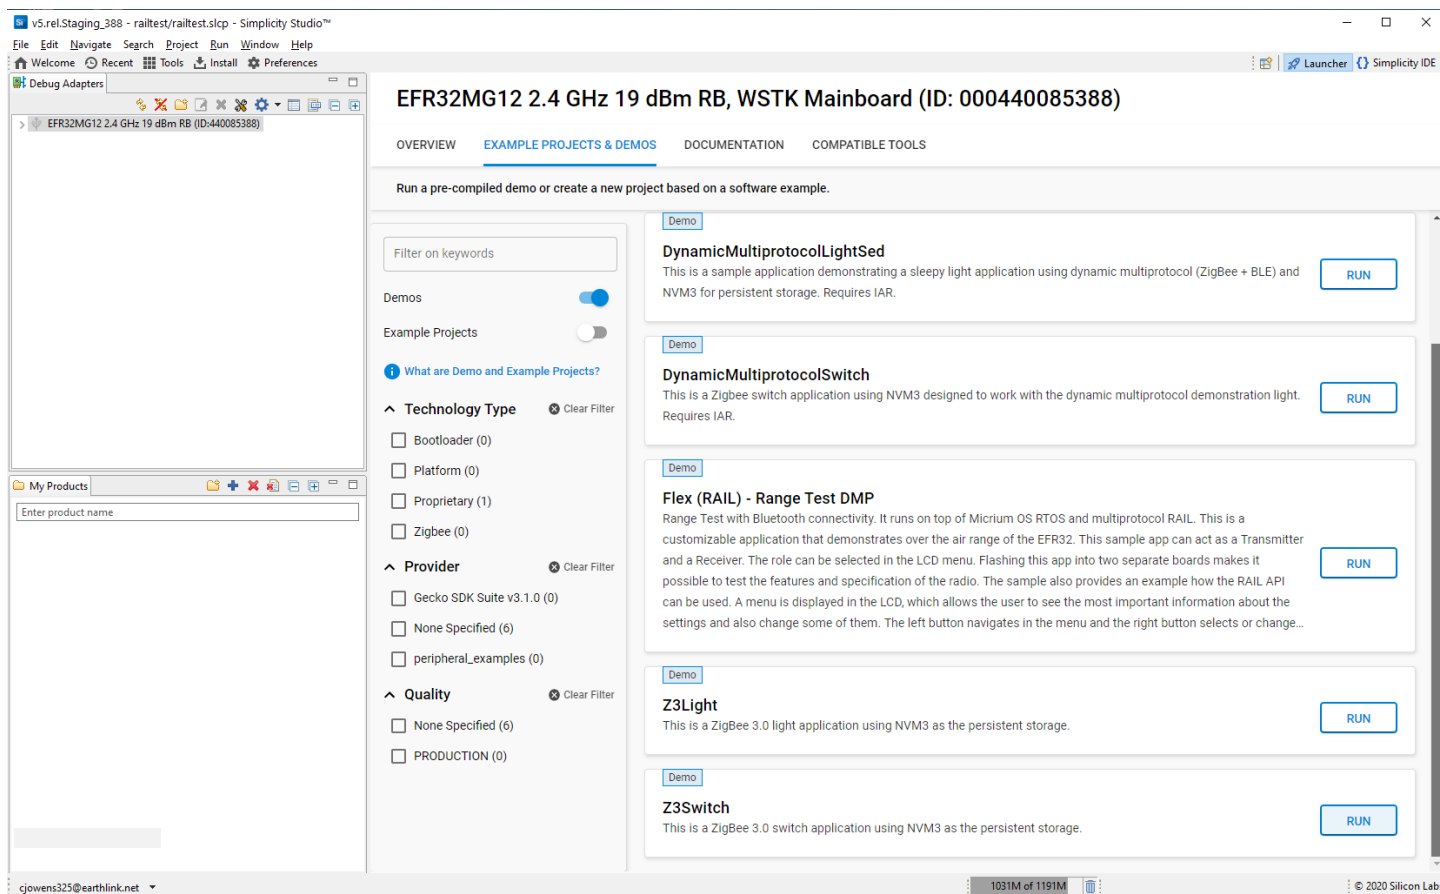 v5.rel.Staging_388 - railtest/railtest.slcp - Simplicity Studio™
File Edit Navigate Search Project Run Window Help
Welcome Recent Tools Install Preferences
Launcher Simplicity IDE
Debug Adapters
EFR32MG12 2.4 GHz 19 dBm RB (ID:440085388)
My Products
Enter product name
EFR32MG12 2.4 GHz 19 dBm RB, WSTK Mainboard (ID: 000440085388)
OVERVIEW EXAMPLE PROJECTS & DEMOS DOCUMENTATION COMPATIBLE TOOLS
Run a pre-compiled demo or create a new project based on a software example.
Filter on keywords
Demos
Example Projects
What are Demo and Example Projects?
Technology Type Clear Filter
Bootloader (0)
Platform (0)
Proprietary (1)
Zigbee (0)
Provider Clear Filter
Gecko SDK Suite v3.1.0 (0)
None Specified (6)
peripheral_examples (0)
Quality Clear Filter
None Specified (6)
PRODUCTION (0)
Demo
DynamicMultiprotocolLightSed
This is a sample application demonstrating a sleepy light application using dynamic multiprotocol (ZigBee + BLE) and
NVM3 for persistent storage. Requires IAR.
RUN
Demo
DynamicMultiprotocolSwitch
This is a Zigbee switch application using NVM3 designed to work with the dynamic multiprotocol demonstration light.
Requires IAR.
RUN
Demo
Flex (RAIL) - Range Test DMP
Range Test with Bluetooth connectivity. It runs on top of Micrium OS RTOS and multiprotocol RAIL. This is a
customizable application that demonstrates over the air range of the EFR32. This sample app can act as a Transmitter
and a Receiver. The role can be selected in the LCD menu. Flashing this app into two separate boards makes it
possible to test the features and specification of the radio. The sample also provides an example how the RAIL API
can be used. A menu is displayed in the LCD, which allows the user to see the most important information about the
settings and also change some of them. The left button navigates in the menu and the right button selects or change...
RUN
Demo
Z3Light
This is a ZigBee 3.0 light application using NVM3 as the persistent storage.
RUN
Demo
Z3Switch
This is a ZigBee 3.0 switch application using NVM3 as the persistent storage.
RUN
cjowens325@earthlink.net
1031M of 1191M
© 2020 Silicon Lab